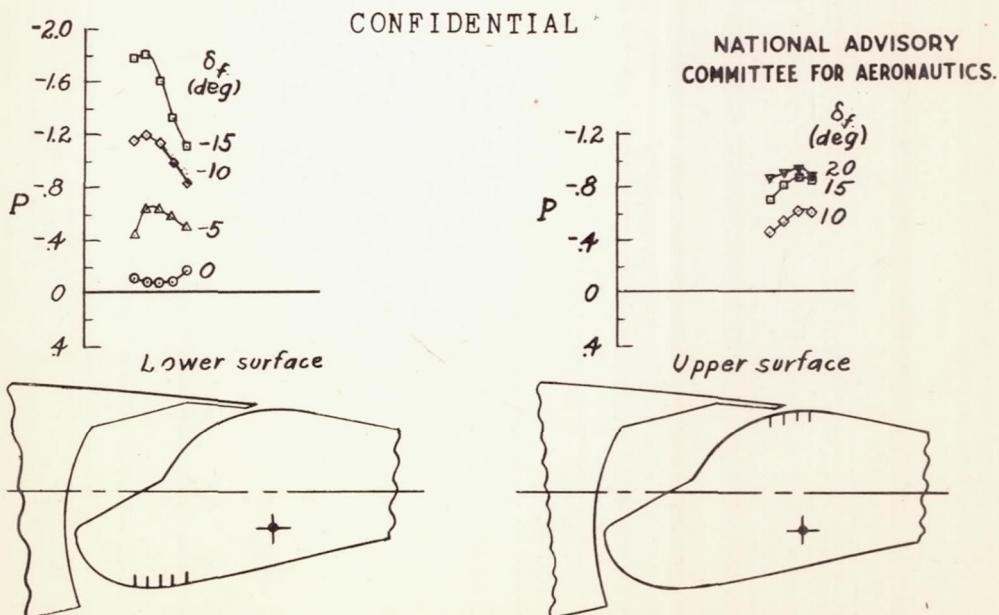 CONFIDENTIAL
NATIONAL ADVISORY
COMMITTEE FOR AERONAUTICS.
-2.0
-1.6
-1.2
-.8
-.4
0
.4
P
δf
(deg)
-15
-10
-5
0
Lower surface
-1.2
-.8
-.4
0
.4
P
δf
(deg)
20
15
10
Upper surface